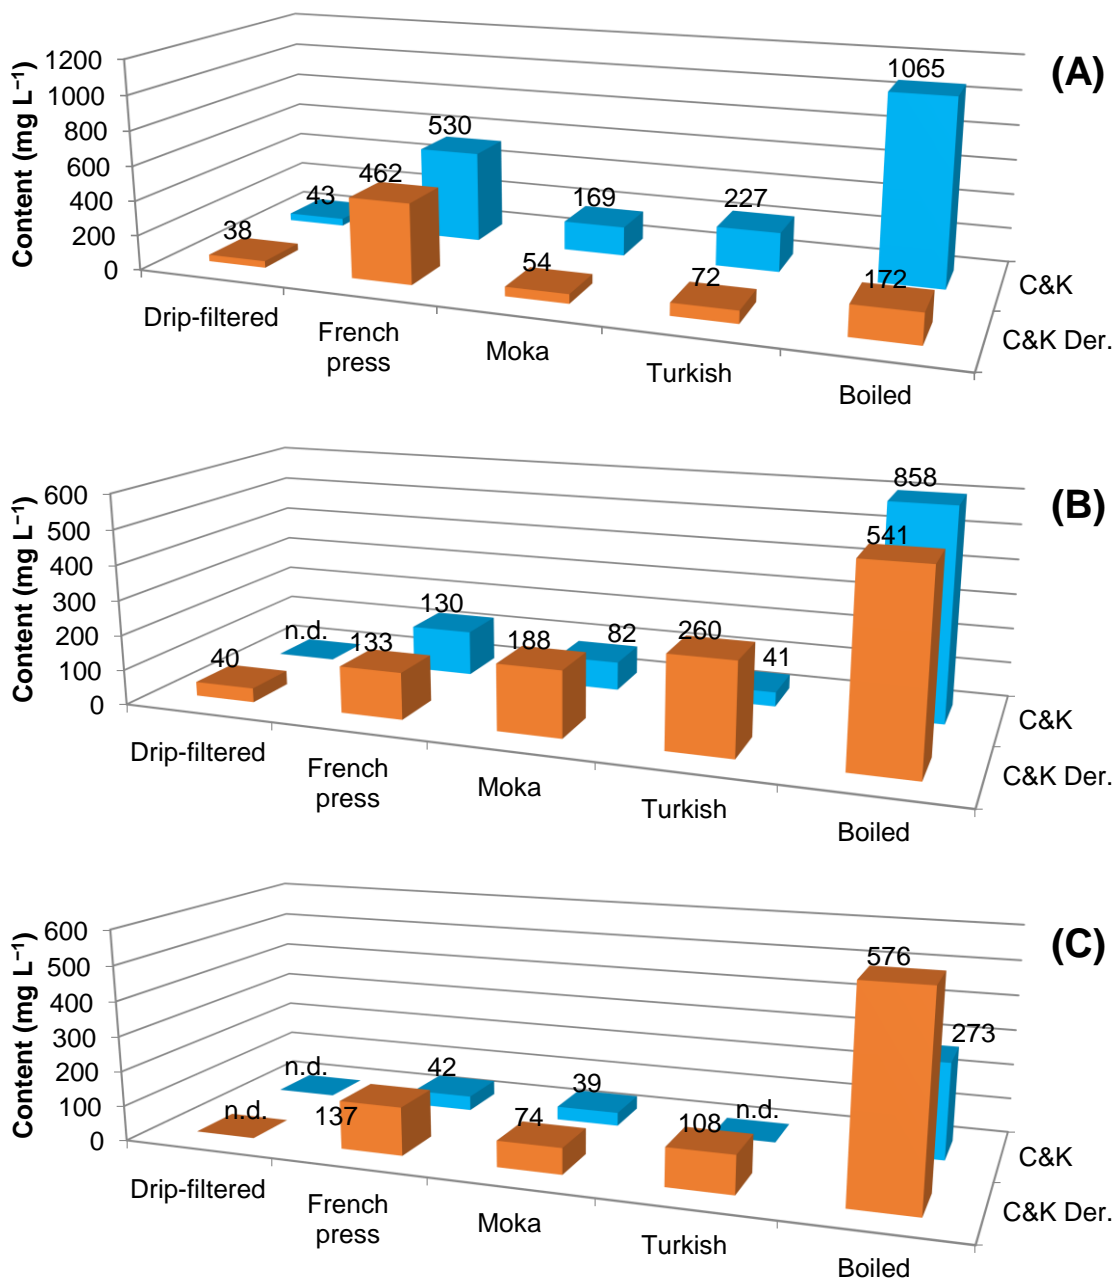 (A)
Content (mg L⁻¹)
1200
1000
800
600
400
200
0
1065
530
462
43
169
227
38
54
72
172
C&K
C&K Der.
Drip-filtered
French
press
Moka
Turkish
Boiled
(B)
Content (mg L⁻¹)
600
500
400
300
200
100
0
858
541
130
n.d.
133
188
82
260
40
41
C&K
C&K Der.
Drip-filtered
French
press
Moka
Turkish
Boiled
(C)
Content (mg L⁻¹)
600
500
400
300
200
100
0
576
273
n.d.
42
39
n.d.
n.d.
137
74
108
C&K
C&K Der.
Drip-filtered
French
press
Moka
Turkish
Boiled